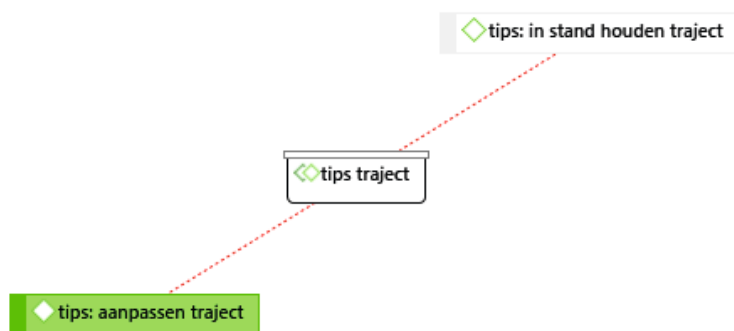 tips: in stand houden traject
tips traject
tips: aanpassen traject